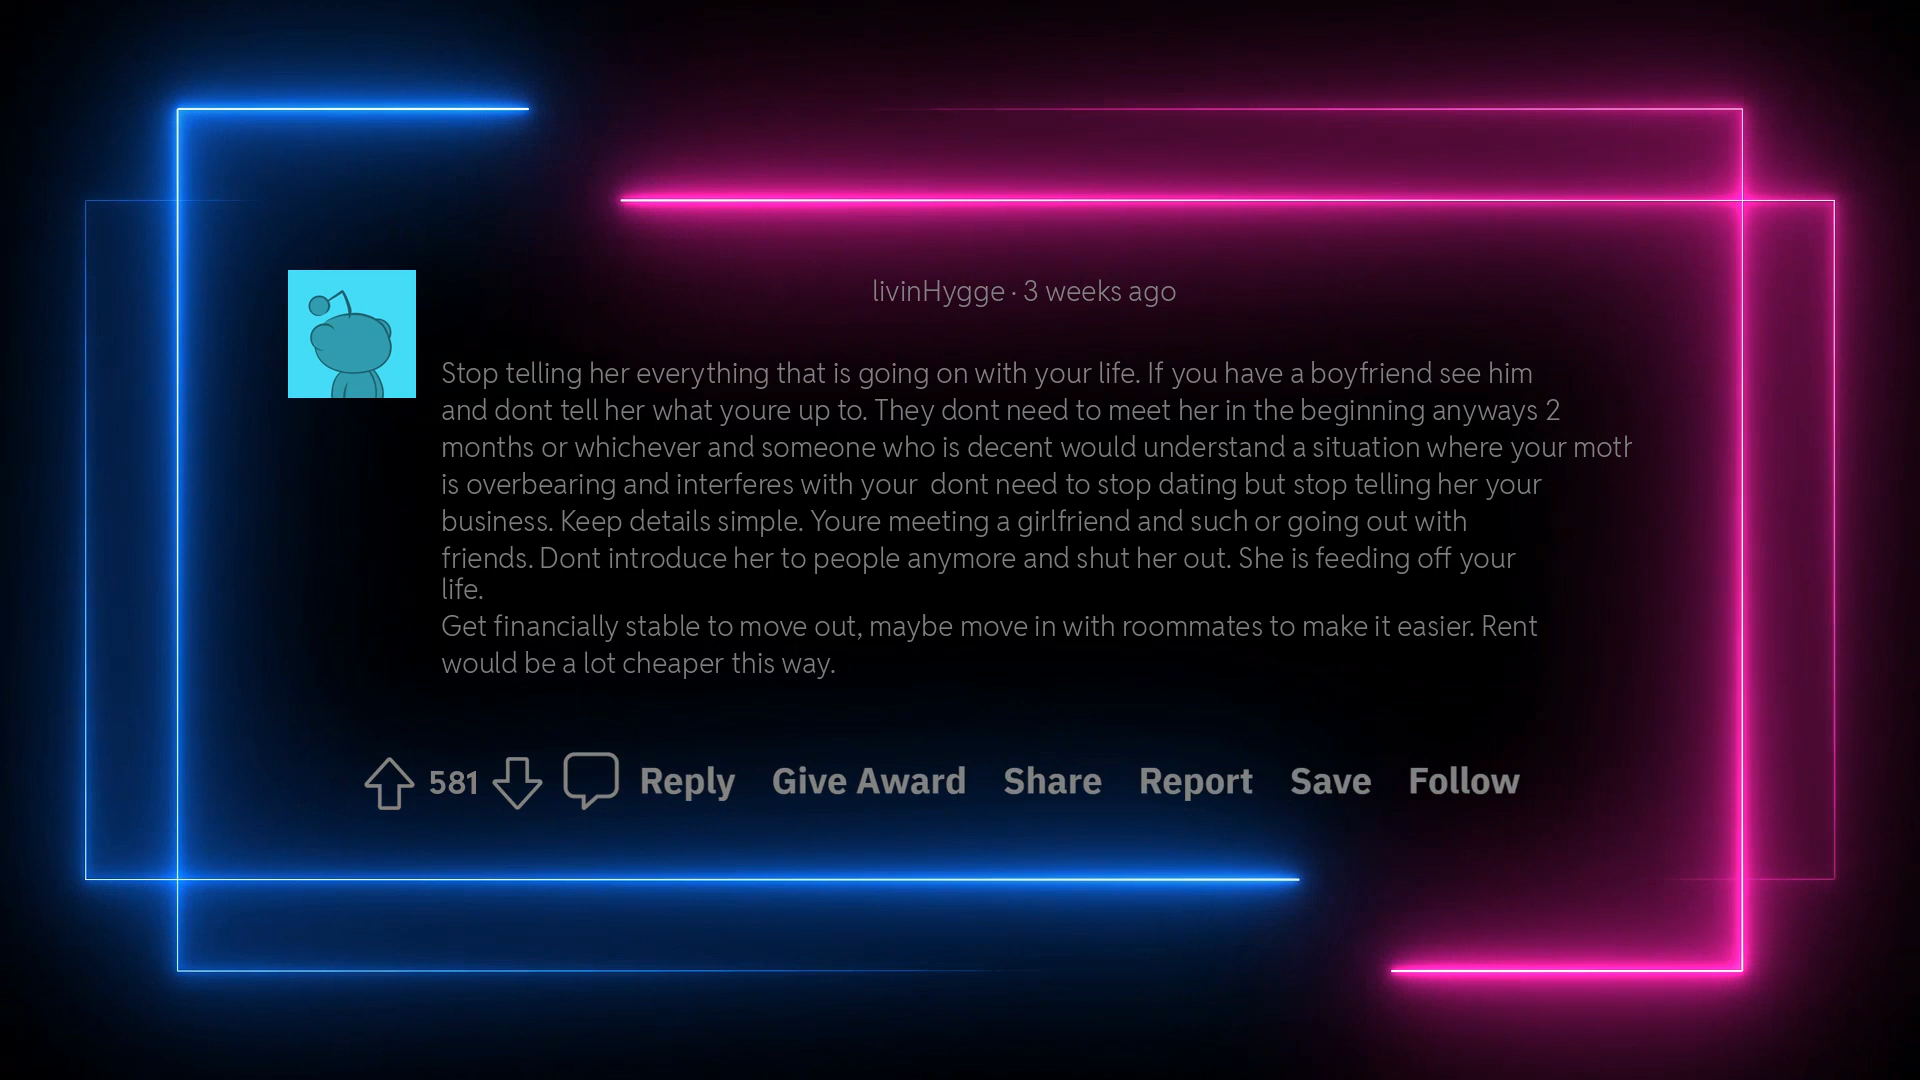 livinHygge · 3 weeks ago
Stop telling her everything that is going on with your life. If you have a boyfriend see him
and dont tell her what youre up to. They dont need to meet her in the beginning anyways 2
months or whichever and someone who is decent would understand a situation where your moth
is overbearing and interferes with your dont need to stop dating but stop telling her your
business. Keep details simple. Youre meeting a girlfriend and such or going out with
friends. Dont introduce her to people anymore and shut her out. She is feeding off your
life.
Get financially stable to move out, maybe move in with roommates to make it easier. Rent
would be a lot cheaper this way.
581 Reply Give Award Share Report Save Follow